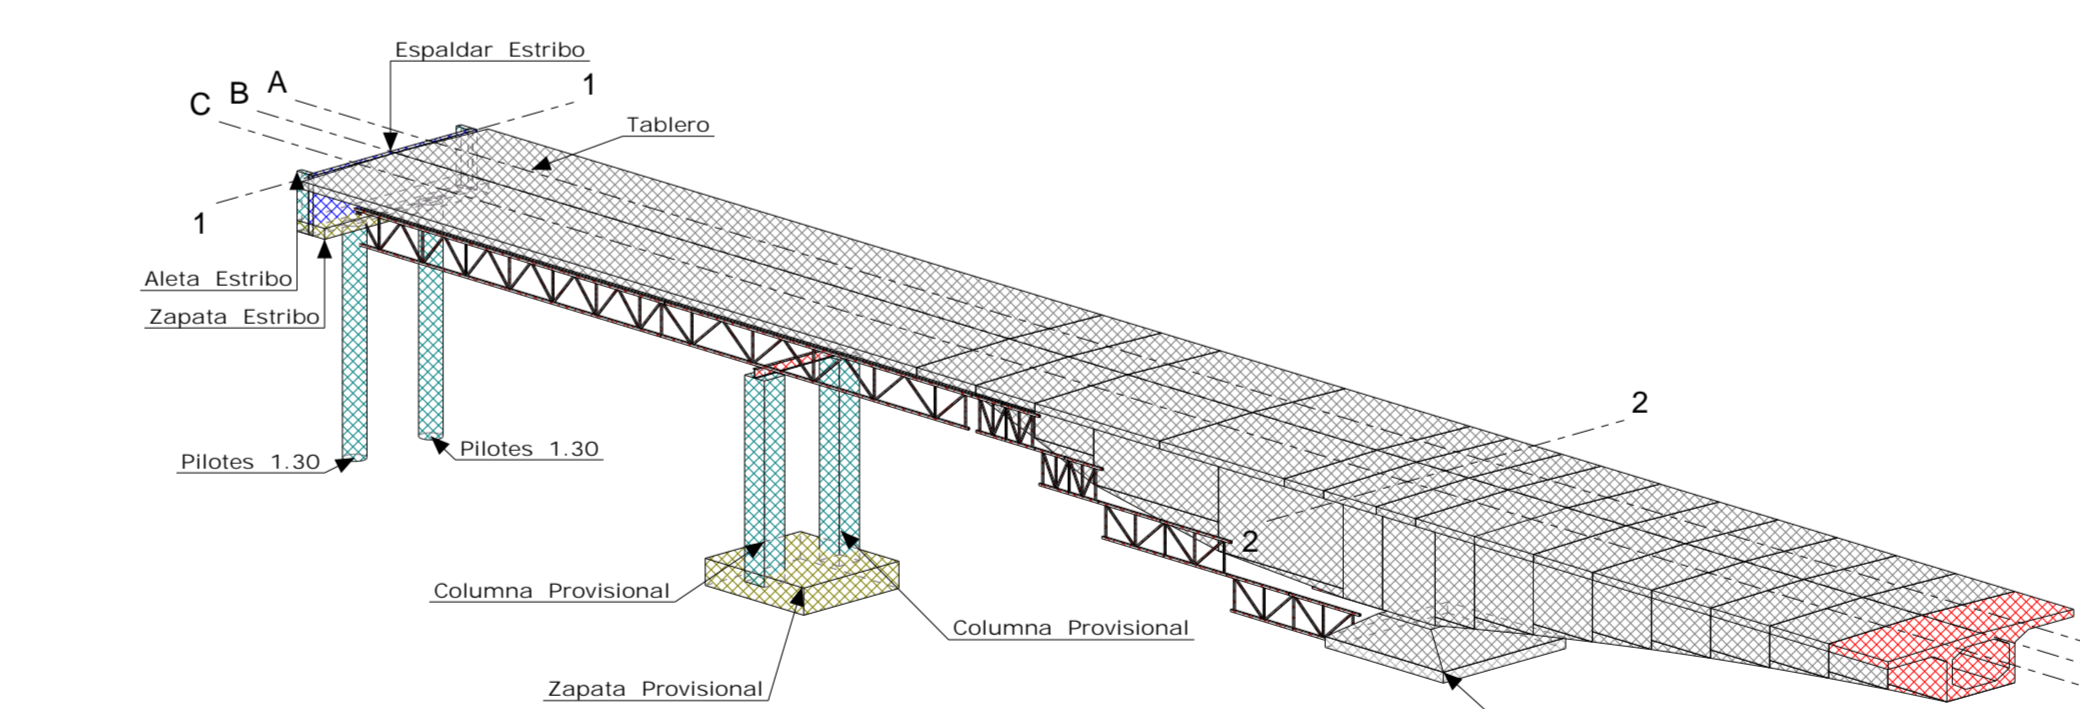 Espaldar Estribo
A
B
C
1
Tablero
1
Aleta Estribo
Zapata Estribo
Pilotes 1.30
Pilotes 1.30
2
2
Columna Provisional
Columna Provisional
Zapata Provisional